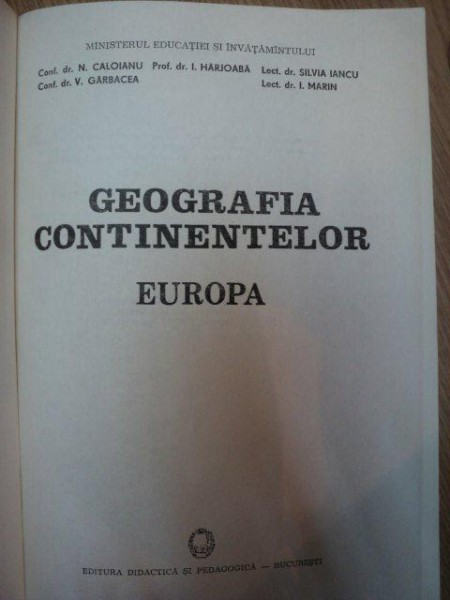 MINISTERUL EDUCAȚIEI ȘI ÎNVĂȚĂMÎNTULUI
Conf. dr. N. CALOIANU Prof. dr. I. HÂRJOABĂ Lect. dr. SILVIA IANCU
Conf. dr. V. GÂRBACEA Lect. dr. I. MARIN
GEOGRAFIA
CONTINENTELOR
EUROPA
EDITURA DIDACTICĂ ȘI PEDAGOGICĂ — BUCUREȘTI